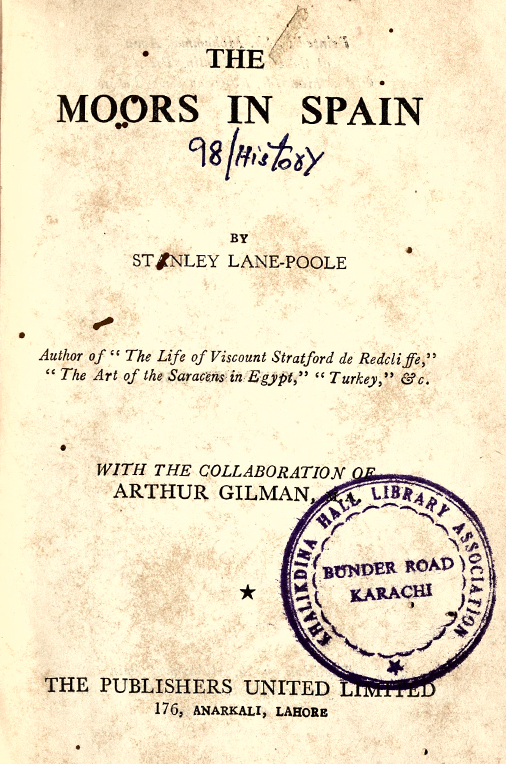 THE
MOORS IN SPAIN
98/History
BY
STANLEY LANE-POOLE
Author of “ The Life of Viscount Stratford de Redcliffe,”
“ The Art of the Saracens in Egypt,” “ Turkey,” &c.
WITH THE COLLABORATION OF
ARTHUR GILMAN,
KHALIKDINA HALL LIBRARY ASSOCIATION
BUNDER ROAD
KARACHI
THE PUBLISHERS UNITED LIMITED
176, ANARKALI, LAHORE